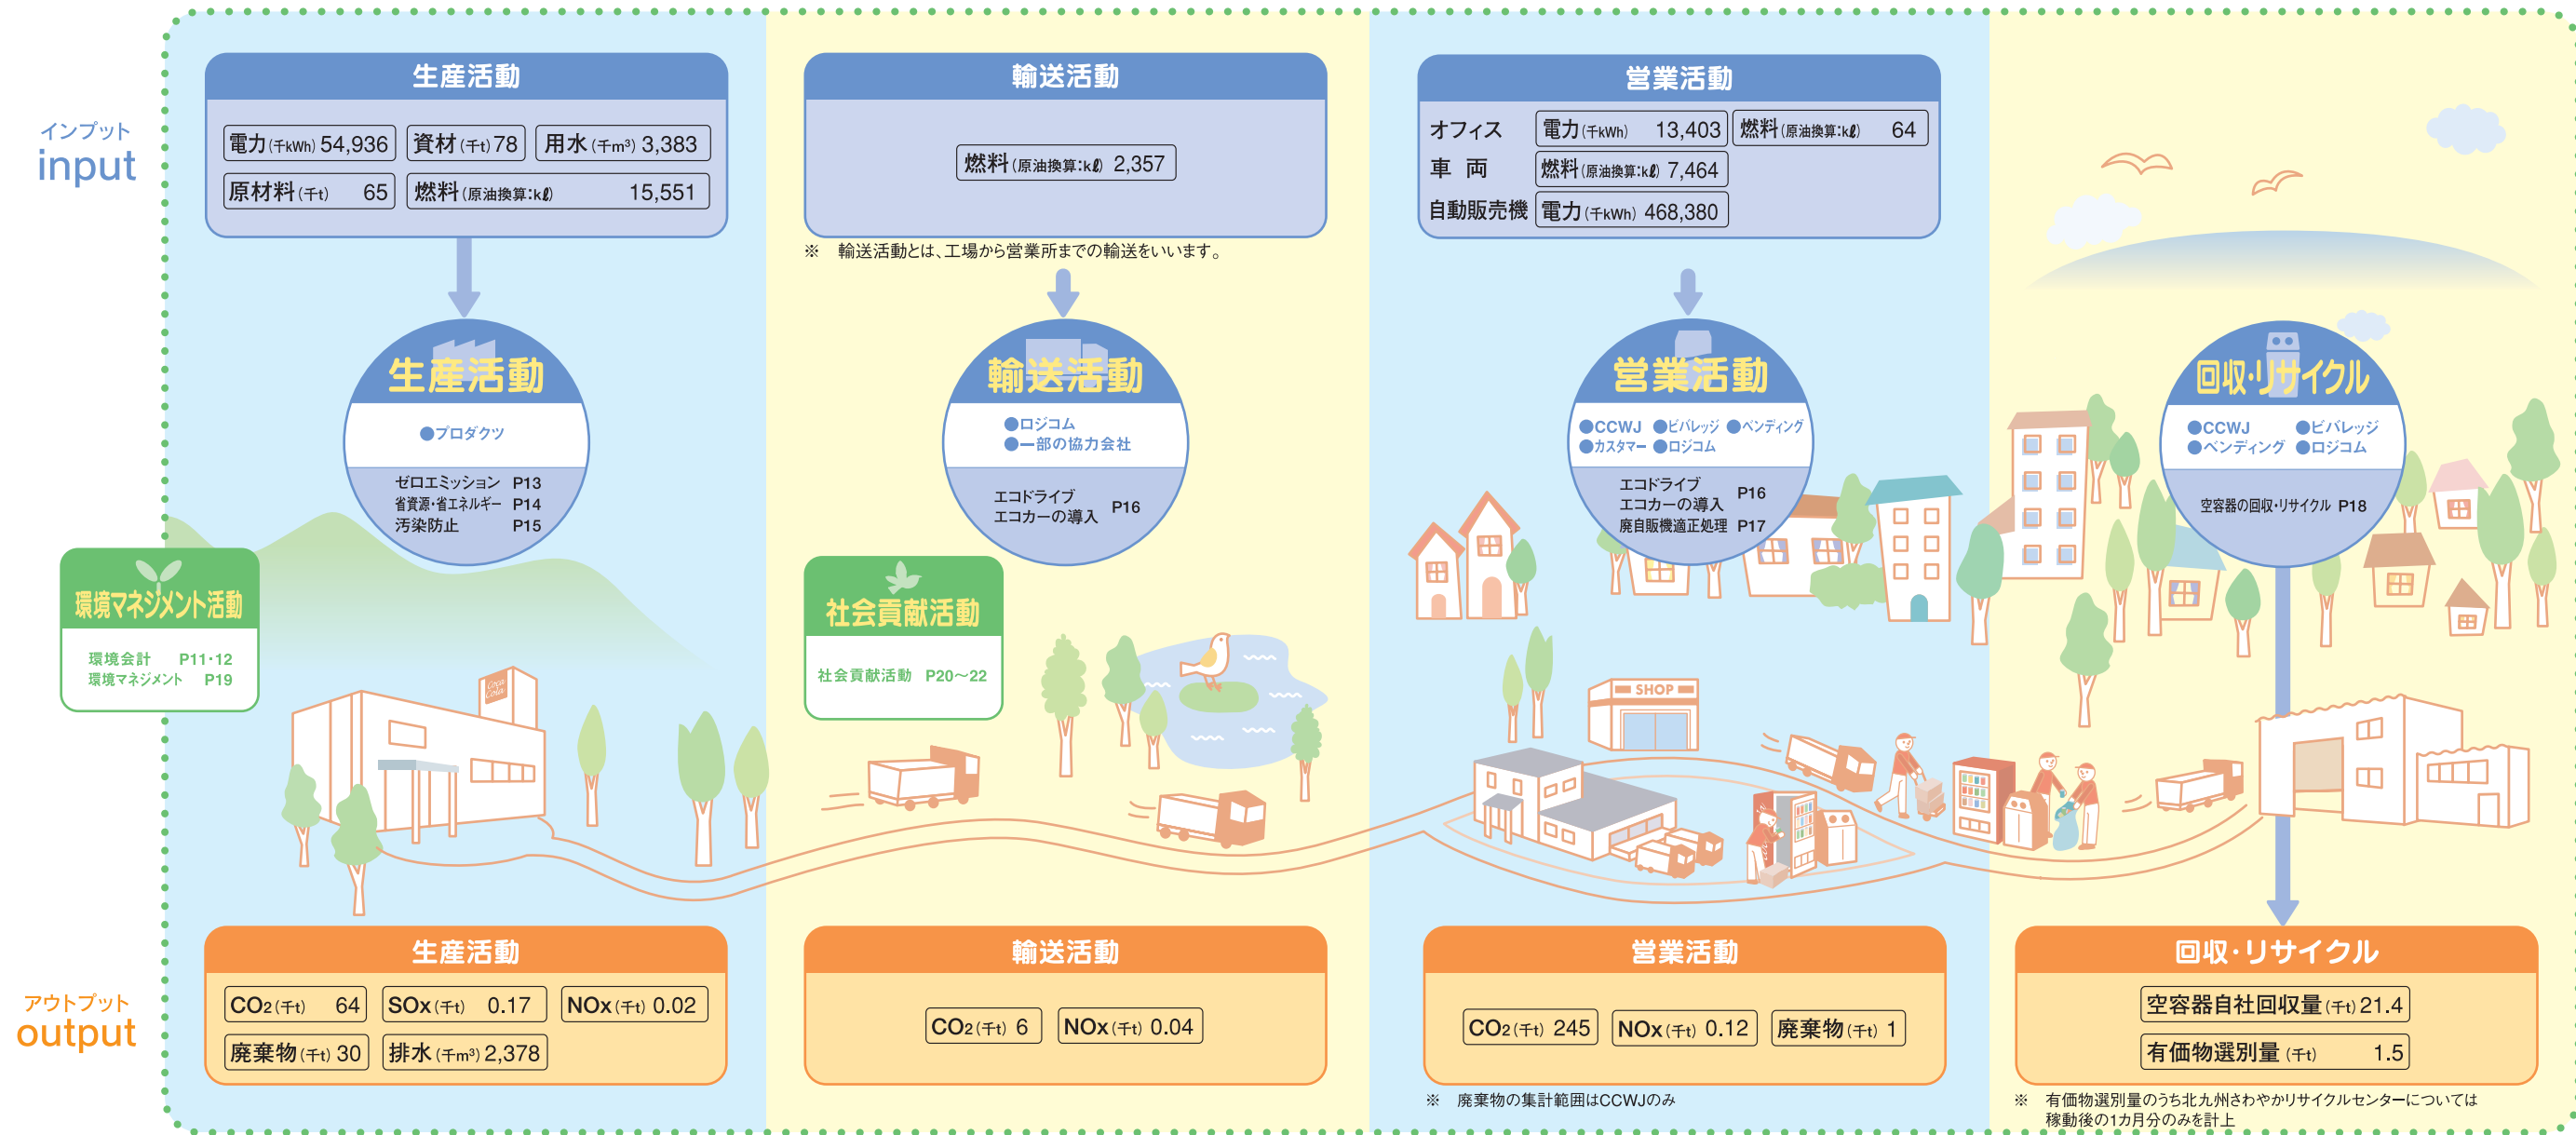 インプット
input
生産活動
電力(千kWh) 54,936 資材(千t) 78 用水(千m³) 3,383
原材料(千t) 65 燃料(原油換算:kℓ) 15,551
輸送活動
燃料(原油換算:kℓ) 2,357
※ 輸送活動とは、工場から営業所までの輸送をいいます。
営業活動
オフィス 電力(千kWh) 13,403 燃料(原油換算:kℓ) 64
車両 燃料(原油換算:kℓ) 7,464
自動販売機 電力(千kWh) 468,380
生産活動
●プロダクツ
ゼロエミッション P13
省資源・省エネルギー P14
汚染防止 P15
輸送活動
●ロジコム
●一部の協力会社
エコドライブ
エコカーの導入 P16
営業活動
●CCWJ ●ビバレッジ ●ベンディング
●カスタマー ●ロジコム
エコドライブ
エコカーの導入 P16
廃自販機適正処理 P17
回収・リサイクル
●CCWJ ●ビバレッジ
●ベンディング ●ロジコム
空容器の回収・リサイクル P18
環境マネジメント活動
環境会計 P11・12
環境マネジメント P19
社会貢献活動
社会貢献活動 P20〜22
Coca
Cola
SHOP
アウトプット
output
生産活動
CO₂(千t) 64 SOx(千t) 0.17 NOx(千t) 0.02
廃棄物(千t) 30 排水(千m³) 2,378
輸送活動
CO₂(千t) 6 NOx(千t) 0.04
営業活動
CO₂(千t) 245 NOx(千t) 0.12 廃棄物(千t) 1
※ 廃棄物の集計範囲はCCWJのみ
回収・リサイクル
空容器自社回収量(千t) 21.4
有価物選別量(千t) 1.5
※ 有価物選別量のうち北九州さわやかリサイクルセンターについては
稼動後の1カ月分のみを計上